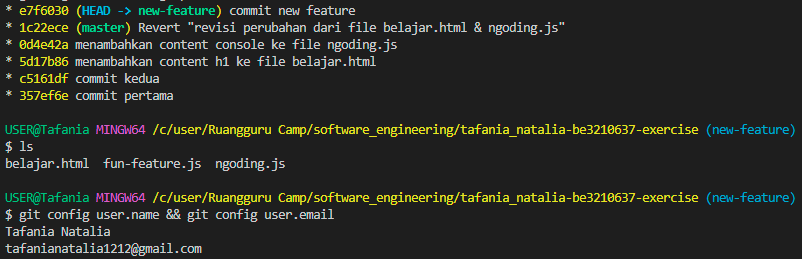 * e7f6030 (HEAD -> new-feature) commit new feature
* 1c22ece (master) Revert "revisi perubahan dari file belajar.html & ngoding.js"
* 0d4e42a menambahkan content console ke file ngoding.js
* 5d17b86 menambahkan content h1 ke file belajar.html
* c5161df commit kedua
* 357ef6e commit pertama
USER@Tafania MINGW64 /c/user/Ruangguru Camp/software_engineering/tafania_natalia-be3210637-exercise (new-feature)
$ ls
belajar.html  fun-feature.js  ngoding.js
USER@Tafania MINGW64 /c/user/Ruangguru Camp/software_engineering/tafania_natalia-be3210637-exercise (new-feature)
$ git config user.name && git config user.email
Tafania Natalia
tafanianatalia1212@gmail.com